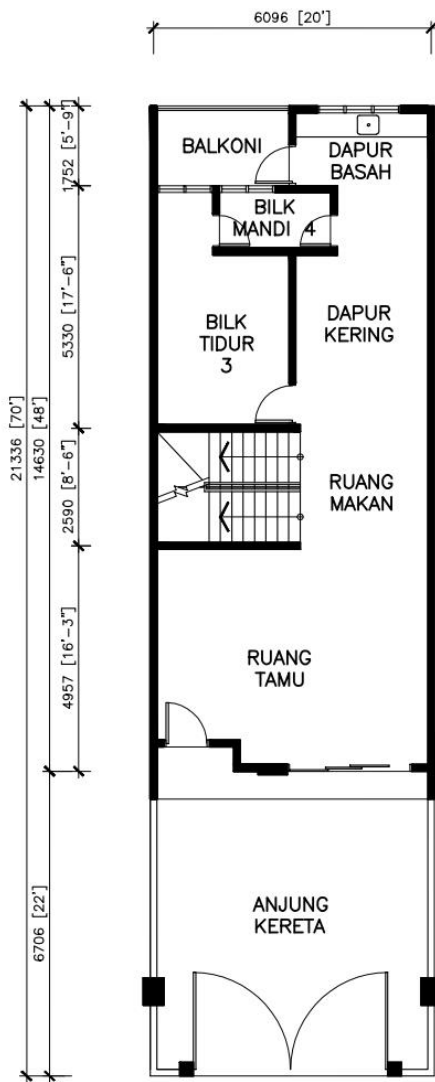 6096 [20']
BALKONI
DAPUR
BASAH
BILK
MANDI 4
BILK
TIDUR
3
DAPUR
KERING
RUANG
MAKAN
RUANG
TAMU
ANJUNG
KERETA
1752 [5'-9"]
5330 [17'-6"]
2590 [8'-6"]
4957 [16'-3"]
14630 [48']
6706 [22']
21336 [70']